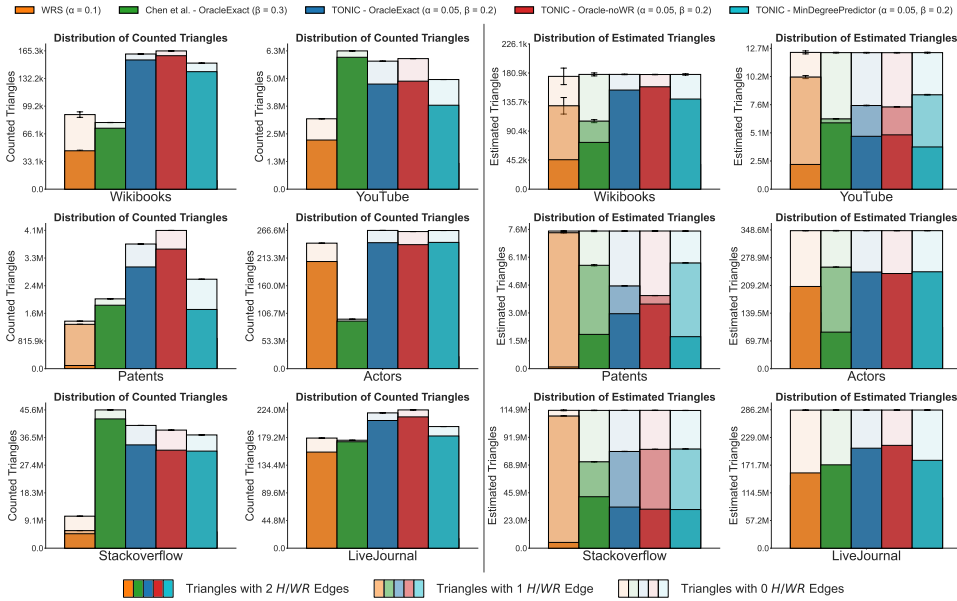 WRS (α = 0.1)
Chen et al. - OracleExact (β = 0.3)
TONIC - OracleExact (α = 0.05, β = 0.2)
TONIC - Oracle-noWR (α = 0.05, β = 0.2)
TONIC - MinDegreePredictor (α = 0.05, β = 0.2)
Distribution of Counted Triangles
Counted Triangles
165.3k
132.2k
99.2k
66.1k
33.1k
0.0
Wikibooks
Distribution of Counted Triangles
Counted Triangles
6.3M
5.0M
3.8M
2.5M
1.3M
0.0
YouTube
Distribution of Estimated Triangles
Estimated Triangles
226.1k
180.9k
135.7k
90.4k
45.2k
0.0
Wikibooks
Distribution of Estimated Triangles
Estimated Triangles
12.7M
10.2M
7.6M
5.1M
2.5M
0.0
YouTube
Distribution of Counted Triangles
Counted Triangles
4.1M
3.3M
2.4M
1.6M
815.9k
0.0
Patents
Distribution of Counted Triangles
Counted Triangles
266.6M
213.3M
160.0M
106.7M
53.3M
0.0
Actors
Distribution of Estimated Triangles
Estimated Triangles
7.6M
6.1M
4.6M
3.0M
1.5M
0.0
Patents
Distribution of Estimated Triangles
Estimated Triangles
348.6M
278.9M
209.2M
139.5M
69.7M
0.0
Actors
Distribution of Counted Triangles
Counted Triangles
45.6M
36.5M
27.4M
18.3M
9.1M
0.0
Stackoverflow
Distribution of Counted Triangles
Counted Triangles
224.0M
179.2M
134.4M
89.6M
44.8M
0.0
LiveJournal
Distribution of Estimated Triangles
Estimated Triangles
114.9M
91.9M
68.9M
45.9M
23.0M
0.0
Stackoverflow
Distribution of Estimated Triangles
Estimated Triangles
286.2M
229.0M
171.7M
114.5M
57.2M
0.0
LiveJournal
Triangles with 2 H/WR Edges
Triangles with 1 H/WR Edge
Triangles with 0 H/WR Edges